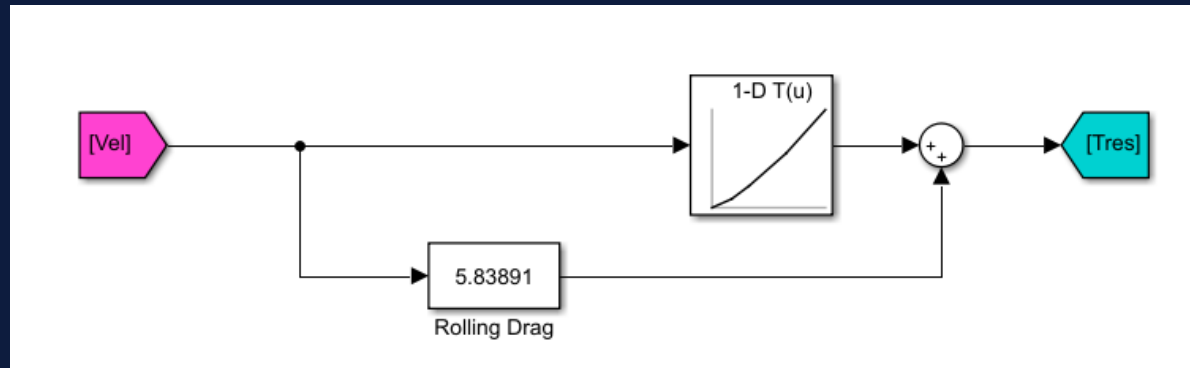 1-D T(u)
[Vel]
[Tres]
5.83891
Rolling Drag